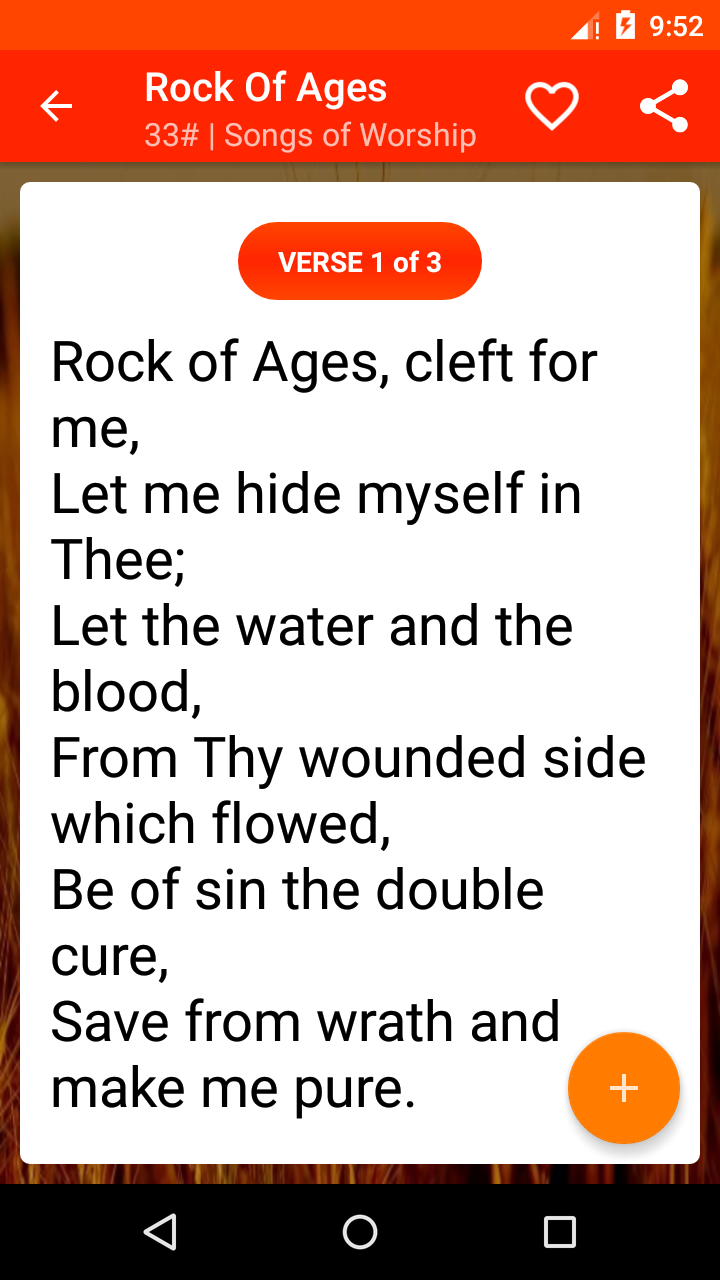 9:52
Rock Of Ages
33# | Songs of Worship
VERSE 1 of 3
Rock of Ages, cleft for
me,
Let me hide myself in
Thee;
Let the water and the
blood,
From Thy wounded side
which flowed,
Be of sin the double
cure,
Save from wrath and
make me pure.